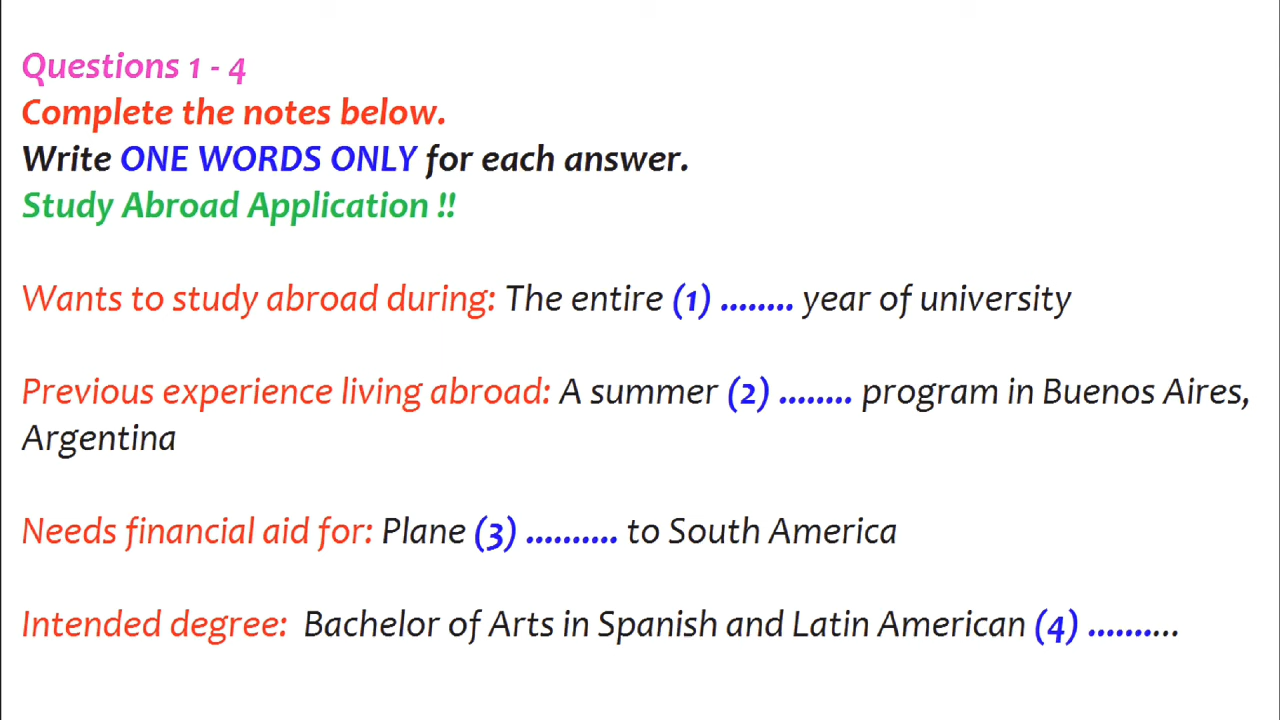 Questions 1 - 4
Complete the notes below.
Write ONE WORDS ONLY for each answer.
Study Abroad Application !!
Wants to study abroad during: The entire (1) ........ year of university
Previous experience living abroad: A summer (2) ........ program in Buenos Aires,
Argentina
Needs financial aid for: Plane (3) .......... to South America
Intended degree: Bachelor of Arts in Spanish and Latin American (4) ..........